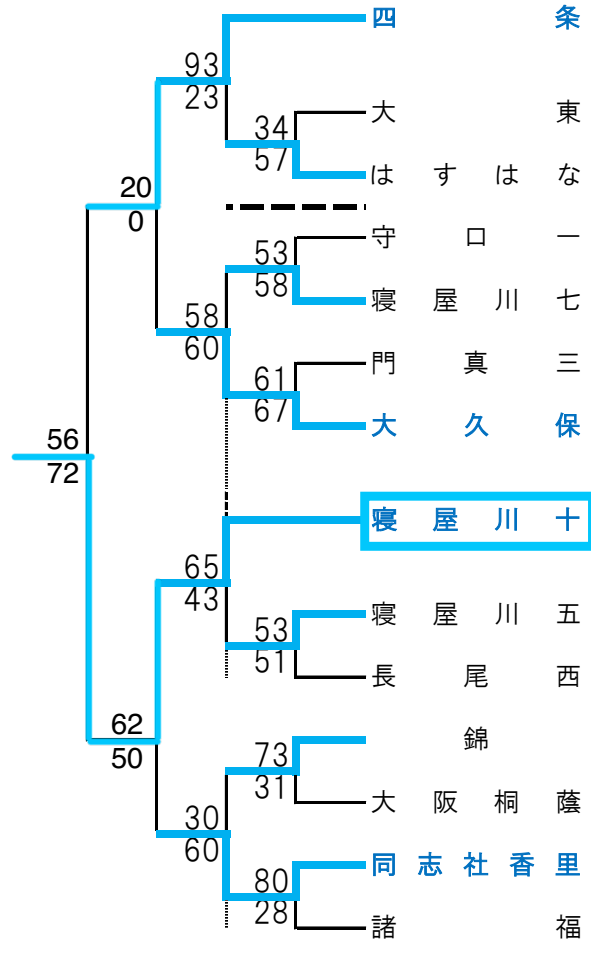 四条
93
23
大東
34
57
はすはな
20
0
守口一
53
58
寝屋川七
58
60
門真三
61
67
大久保
56
72
寝屋川十
65
43
寝屋川五
53
51
長尾西
62
50
錦
73
31
大阪桐蔭
30
60
同志社香里
80
28
諸福